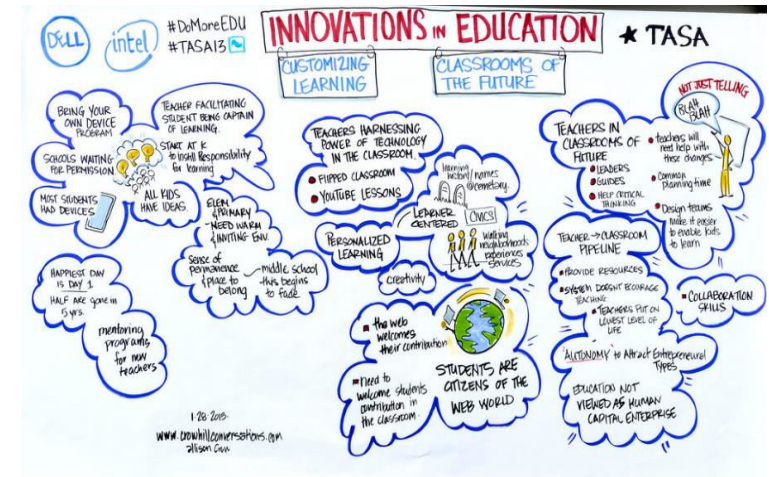 DELL
intel
#DoMoreEDU
#TASA13
INNOVATIONS IN EDUCATION
★ TASA
CUSTOMIZING
LEARNING
CLASSROOMS OF
THE FUTURE
BRING YOUR
OWN DEVICE
PROGRAM
SCHOOLS WAITING
FOR PERMISSION
MOST STUDENTS
HAD DEVICES
ALL KIDS
HAVE IDEAS
TEACHER FACILITATING
STUDENT BEING CAPTAIN
OF LEARNING.
START AT K
to instill Responsibility
for learning
ELEM
& PRIMARY
-NEED WARM
& INVITING ENV.
sense of
permanence
& place to
belong
middle school
this begins
to fade
HAPPIEST DAY
IS DAY 1
HALF are gone in
5 yrs.
mentoring
programs
for new
teachers
1·28·2013
www.crowhillconversations.com
TEACHERS HARNESSING
POWER OF TECHNOLOGY
IN THE CLASSROOM
FLIPPED CLASSROOM
YOUTUBE LESSONS
learning
history/names
@cemetery.
LEARNER
CENTERED
CIVICS
PERSONALIZED
LEARNING
walking
neighborhoods
experiences
services
creativity
the web
welcomes
their contribution
need to
welcome students
contribution in
the classroom.
STUDENTS ARE
CITIZENS OF THE
WEB WORLD
NOT JUST TELLING
BLAH
BLAH
TEACHERS IN
CLASSROOMS OF
FUTURE
LEADERS
GUIDES
HELP CRITICAL
THINKING
teachers will
need help with
these changes
Common
planning time
Design teams
make it easier
to enable kids
to learn
TEACHER → CLASSROOM
PIPELINE
PROVIDE RESOURCES
SYSTEM DOESNT ECOURAGE
TEACHING
TEACHERS PUT ON
LOWEST LEVEL OF
LIFE
COLLABORATION
SKILLS
'AUTONOMY' to Attract Entrepreneural
TYPES
EDUCATION NOT
VIEWED AS HUMAN
CAPITAL ENTERPRISE